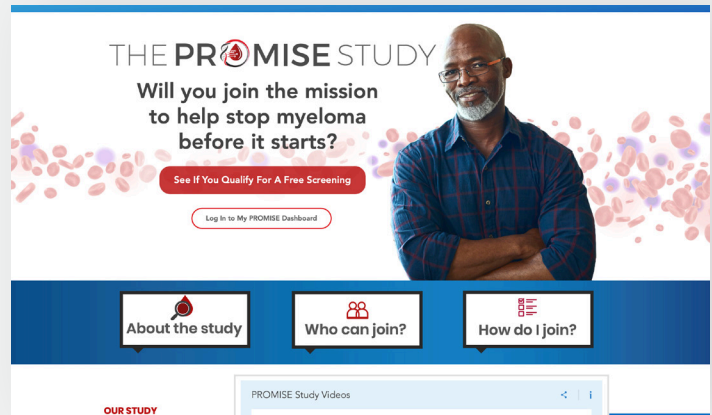 THE PROMISE STUDY
Will you join the mission
to help stop myeloma
before it starts?
See If You Qualify For A Free Screening
Log In to My PROMISE Dashboard
About the study
Who can join?
How do I join?
PROMISE Study Videos
OUR STUDY